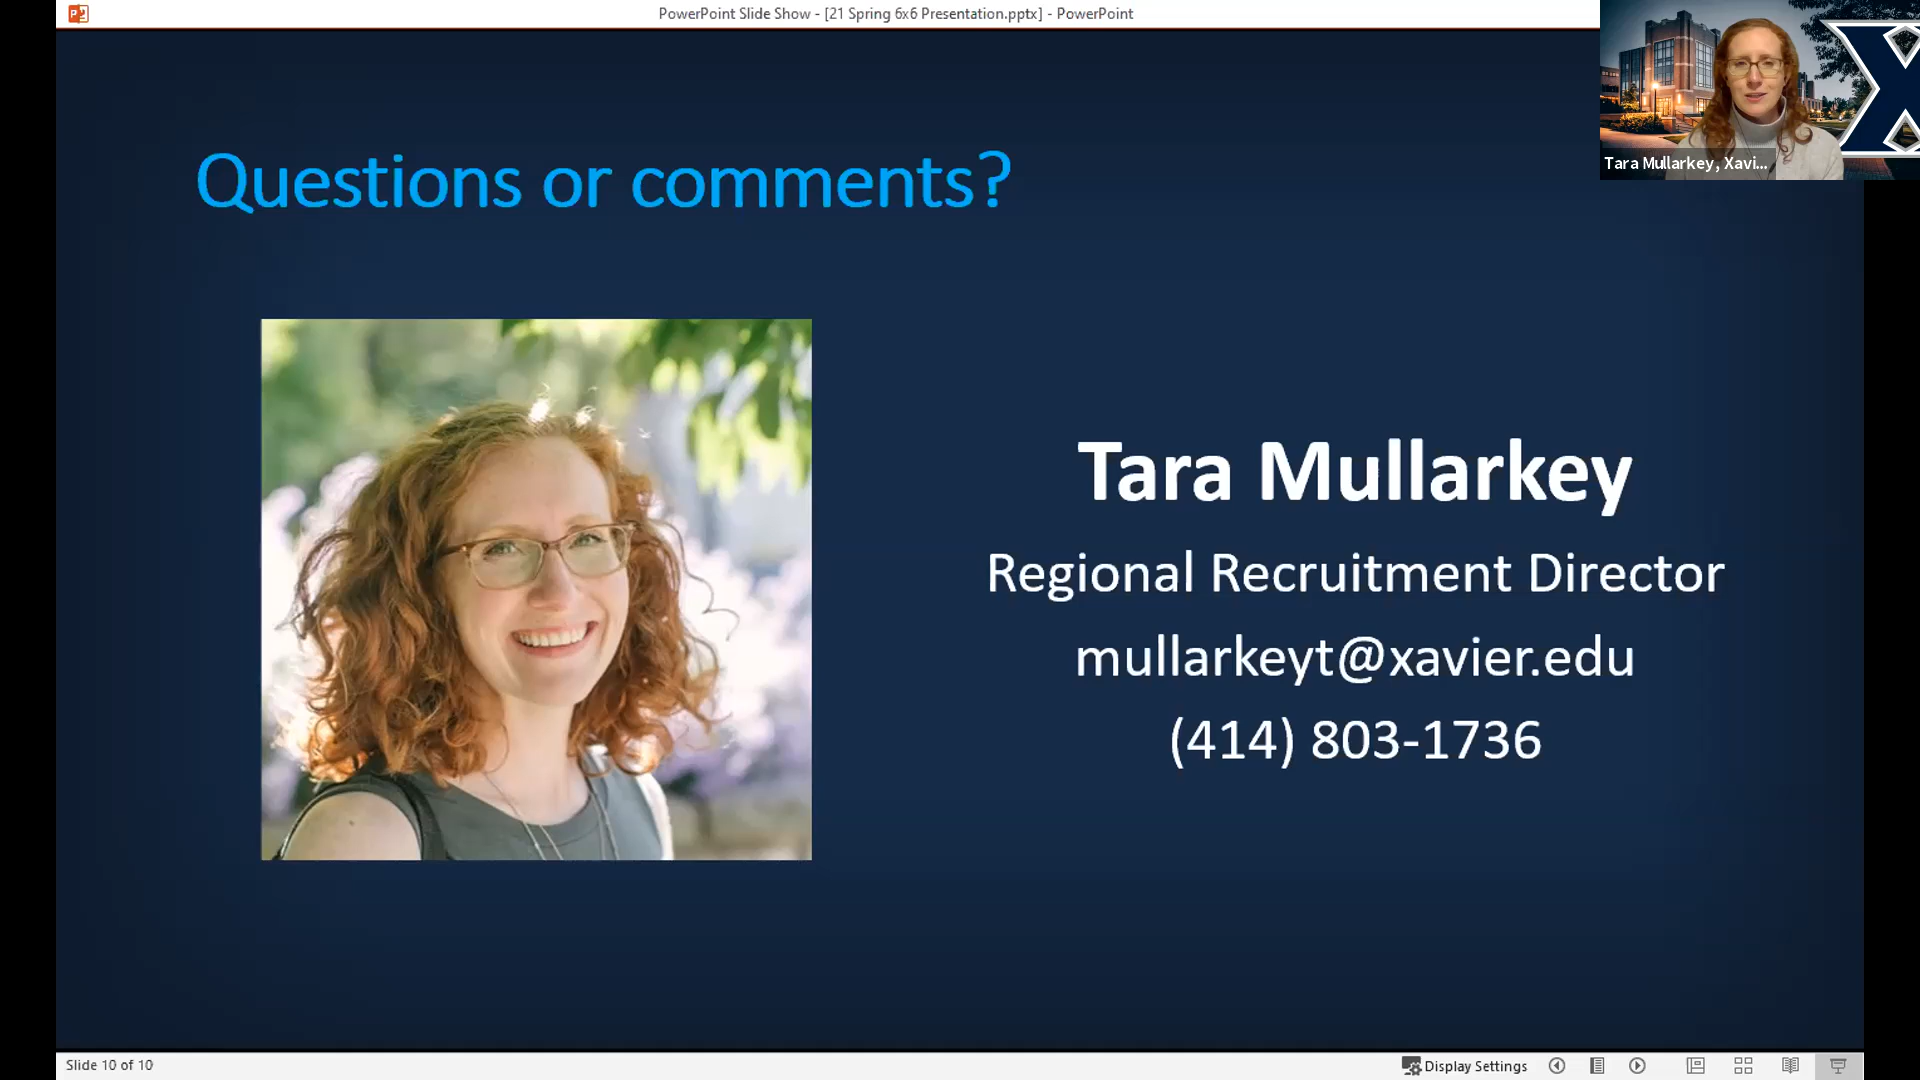 PowerPoint Slide Show - [21 Spring 6x6 Presentation.pptx] - PowerPoint
Tara Mullarkey, Xavi...
Questions or comments?
Tara Mullarkey
Regional Recruitment Director
mullarkeyt@xavier.edu
(414) 803-1736
Slide 10 of 10
Display Settings